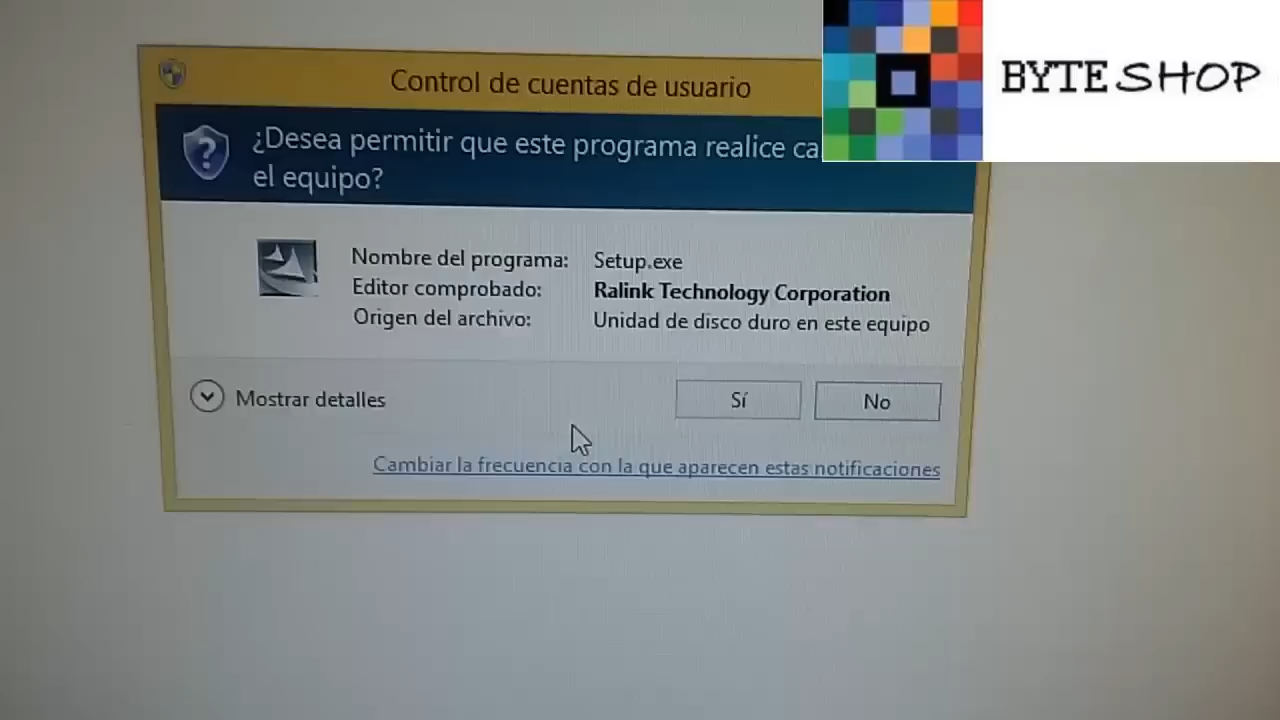 Control de cuentas de usuario
BYTE SHOP
¿Desea permitir que este programa realice ca
el equipo?
Nombre del programa: Setup.exe
Editor comprobado: Ralink Technology Corporation
Origen del archivo: Unidad de disco duro en este equipo
Mostrar detalles
Sí
No
Cambiar la frecuencia con la que aparecen estas notificaciones